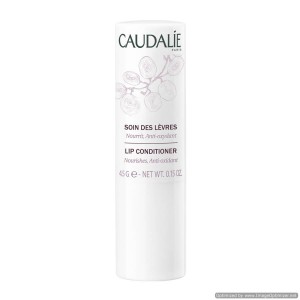 CAUDALIE
PARIS
SOIN DES LÈVRES
Nourrit, Anti-oxydant
LIP CONDITIONER
Nourishes, Anti-oxidant
4.5 G e - NET WT. 0.15 OZ.